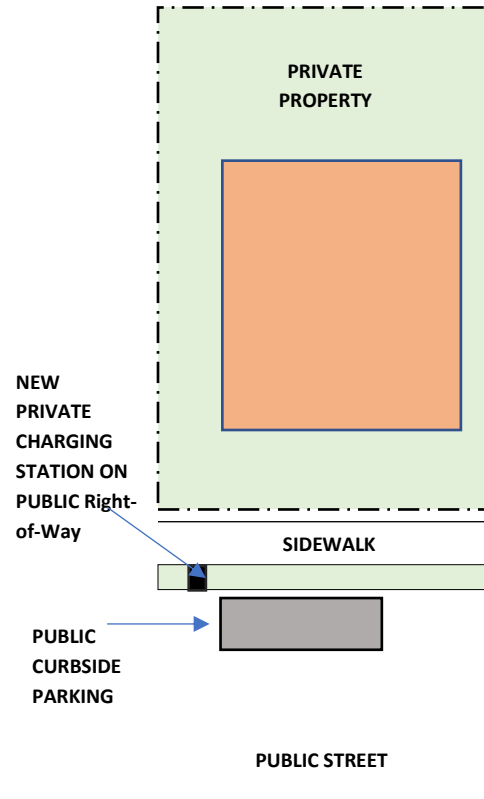 PRIVATE
PROPERTY
NEW
PRIVATE
CHARGING
STATION ON
PUBLIC Right-
of-Way
SIDEWALK
PUBLIC
CURBSIDE
PARKING
PUBLIC STREET